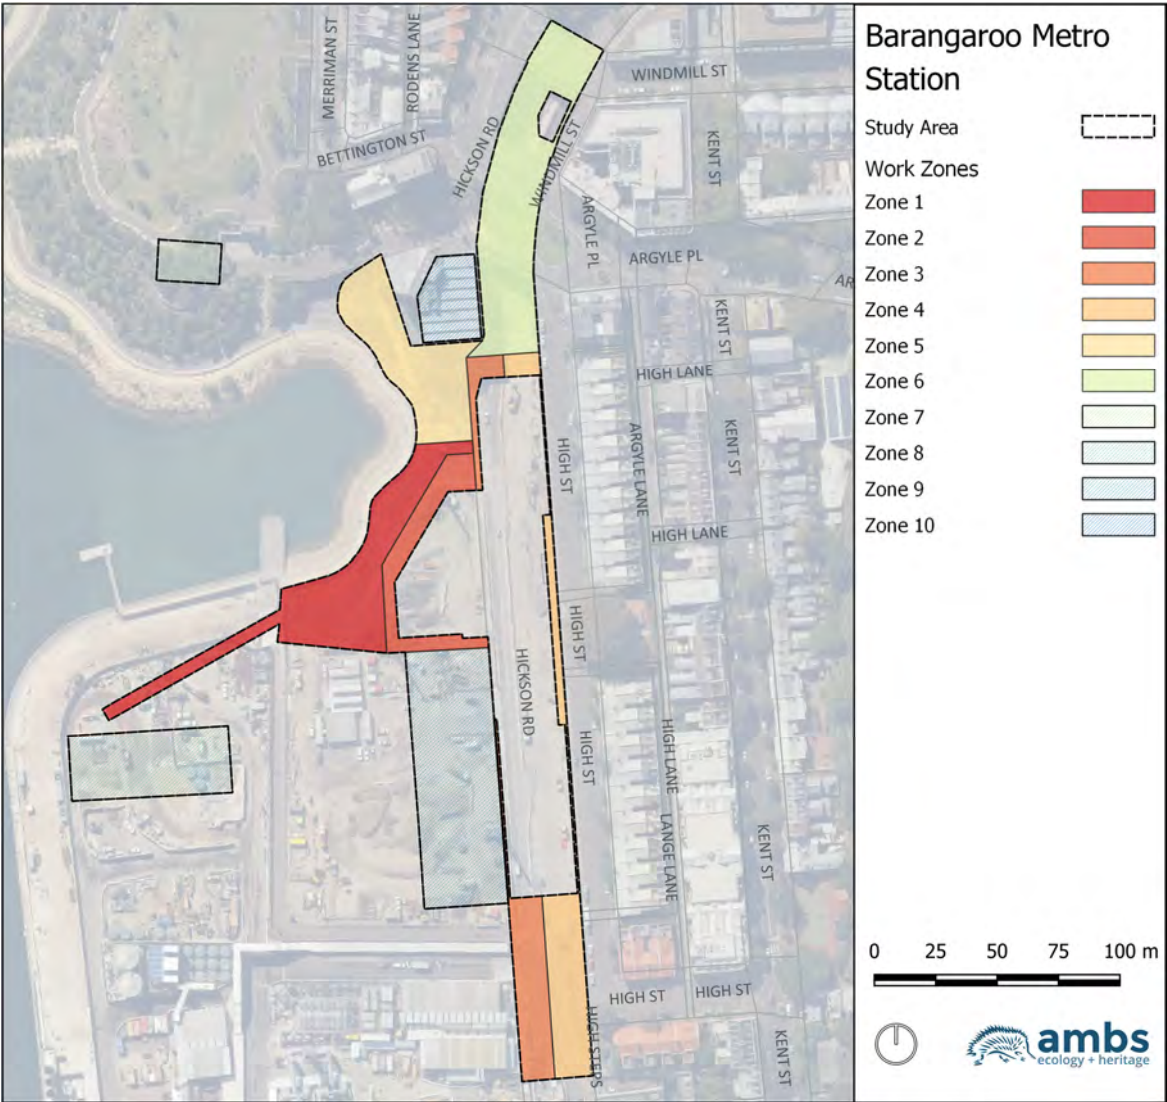 Barangaroo Metro
Station
Study Area
Work Zones
Zone 1
Zone 2
Zone 3
Zone 4
Zone 5
Zone 6
Zone 7
Zone 8
Zone 9
Zone 10
0 25 50 75 100 m
ambs
ecology + heritage
MERRIMAN ST
RODENS LANE
BETTINGTON ST
HICKSON RD
WINDMILL ST
WINDMILL ST
KENT ST
ARGYLE PL
ARGYLE PL
AR
KENT ST
HIGH LANE
HIGH ST
ARGYLE LANE
KENT ST
HIGH LANE
HIGH ST
HICKSON RD
HIGH ST
HIGH LANE
LANGE LANE
KENT ST
HIGH ST
HIGH ST
HIGH STEPS
KENT ST